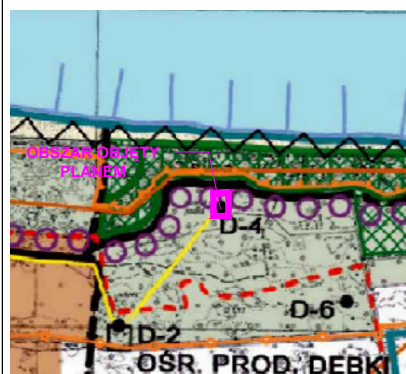 OBSZAR OBJĘTY
PLANEM
D-4
D-6
D-2
OŚR. PROD. DĘBKI